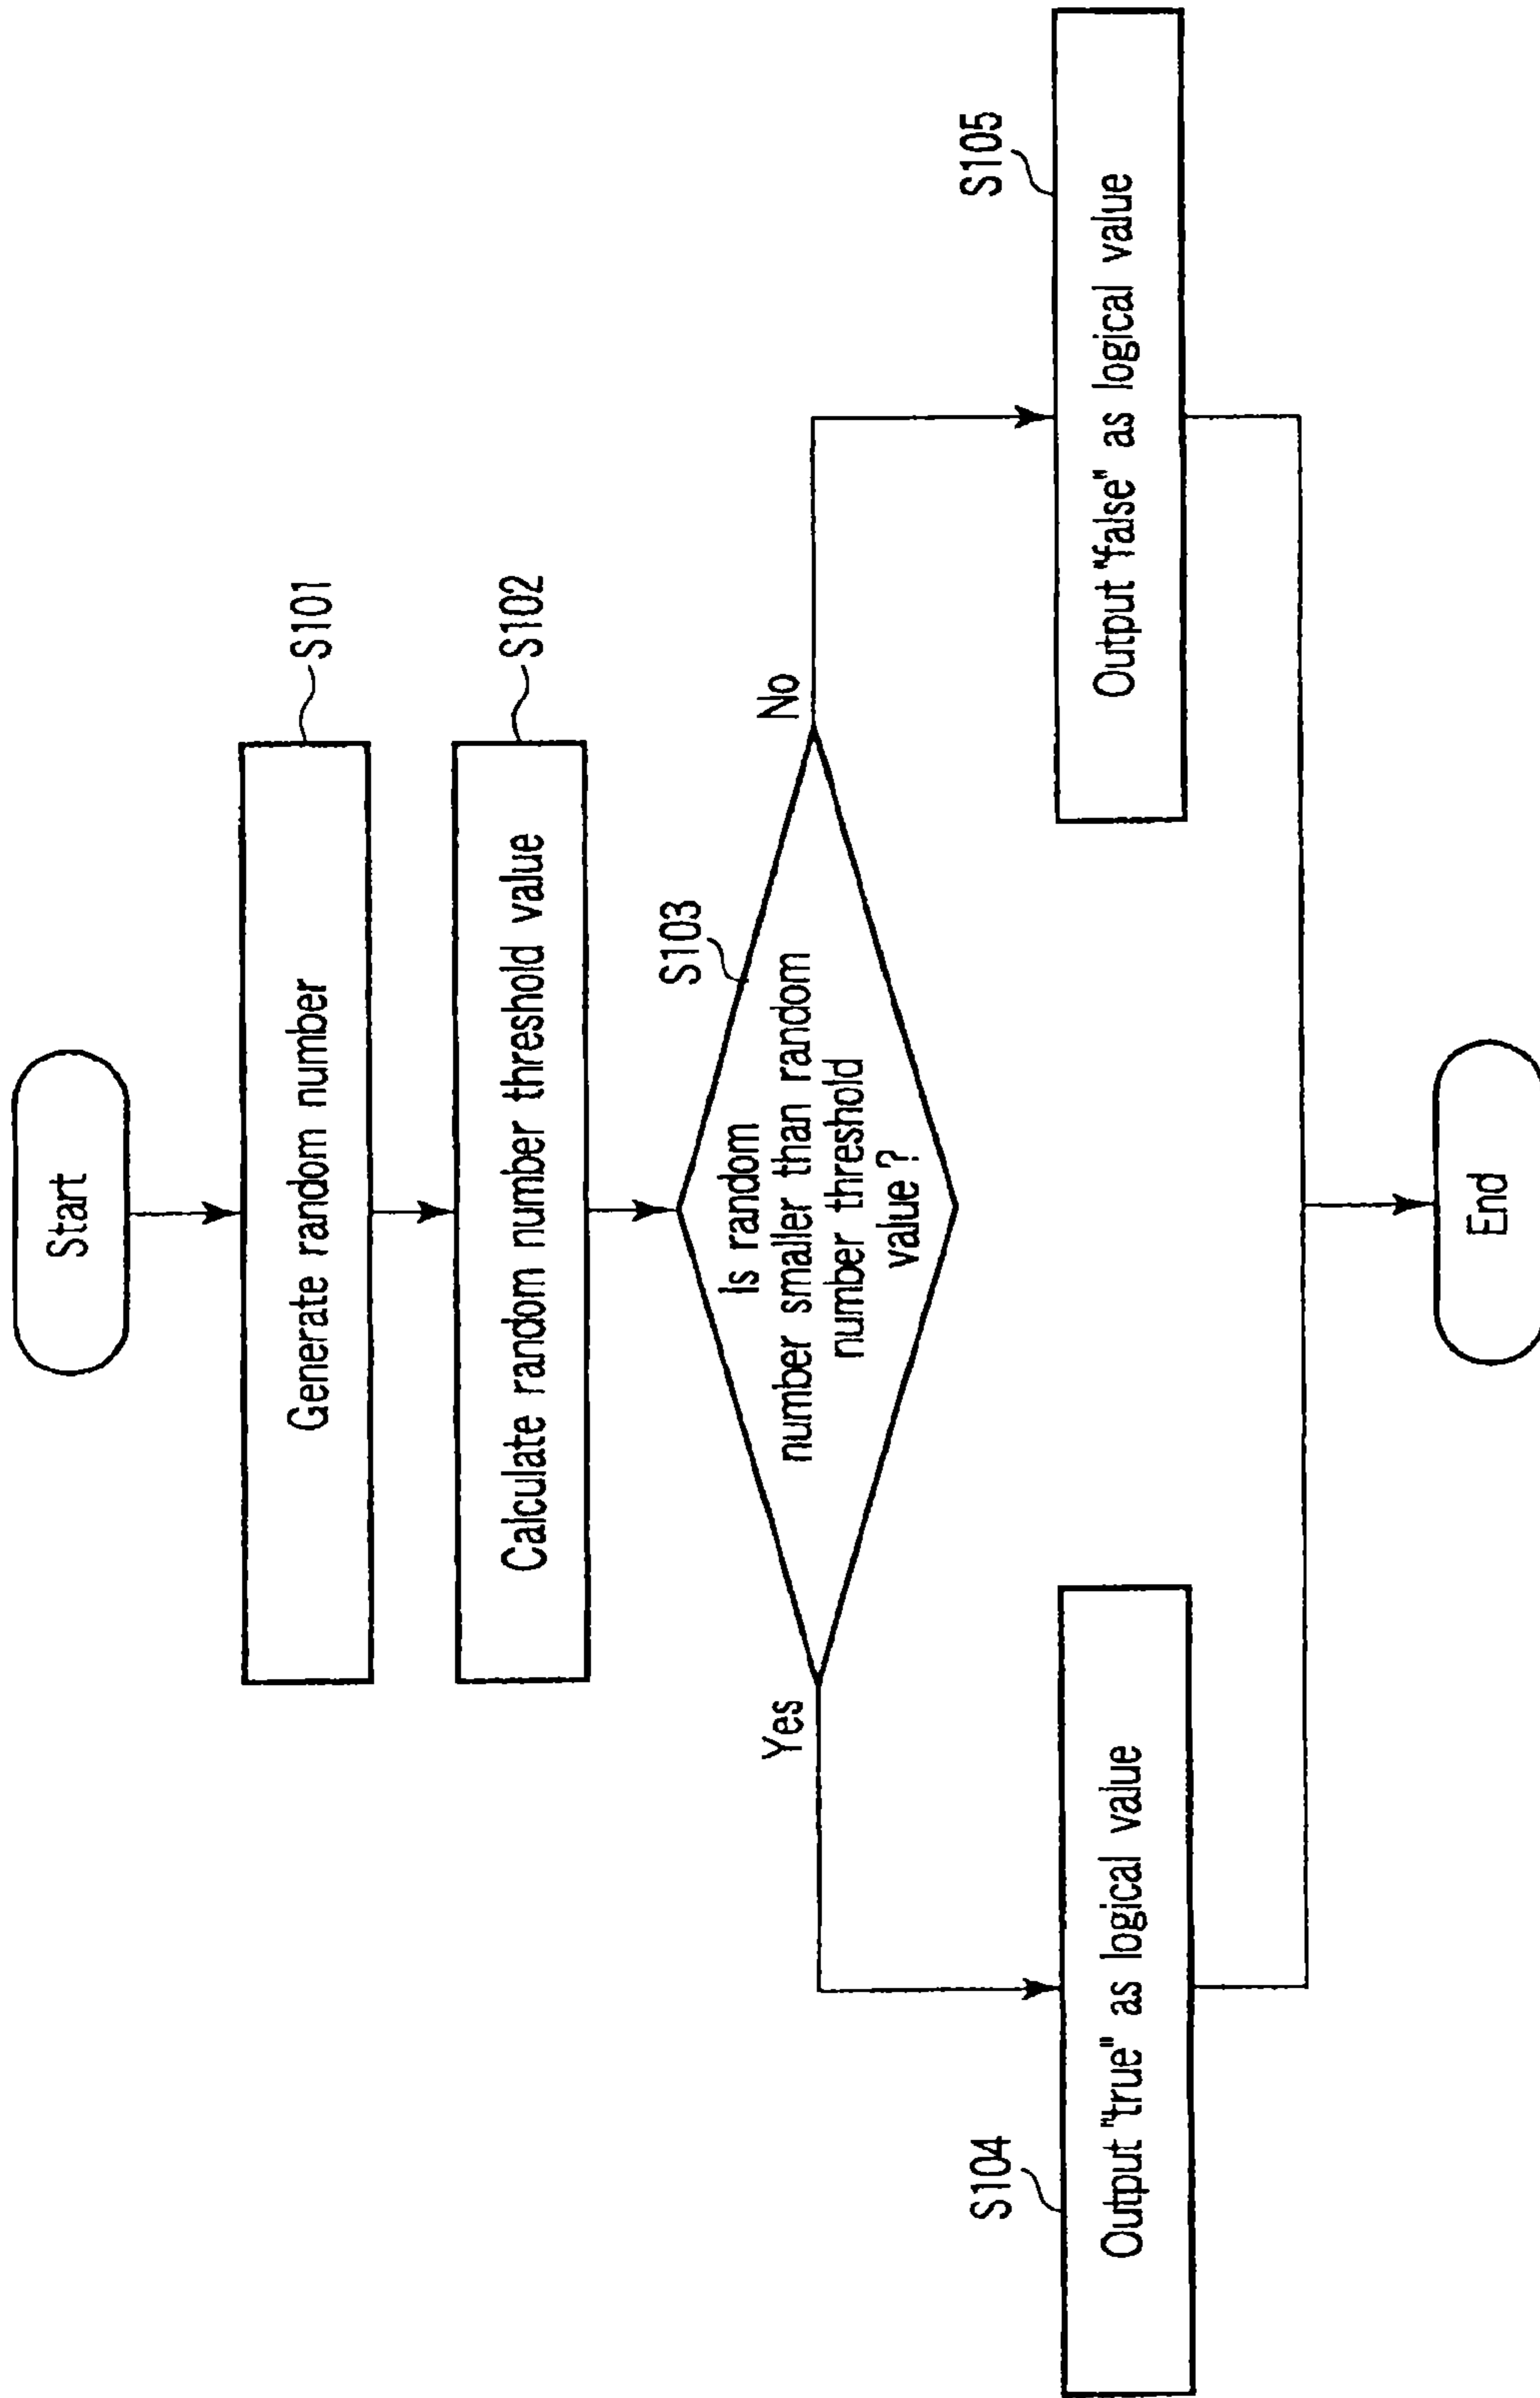 Start
Generate random number
S101
Calculate random number threshold value
S102
S103
Is random
number smaller than random
number threshold
value ?
Yes
No
S104
Output "true" as logical value
S105
Output "false" as logical value
End